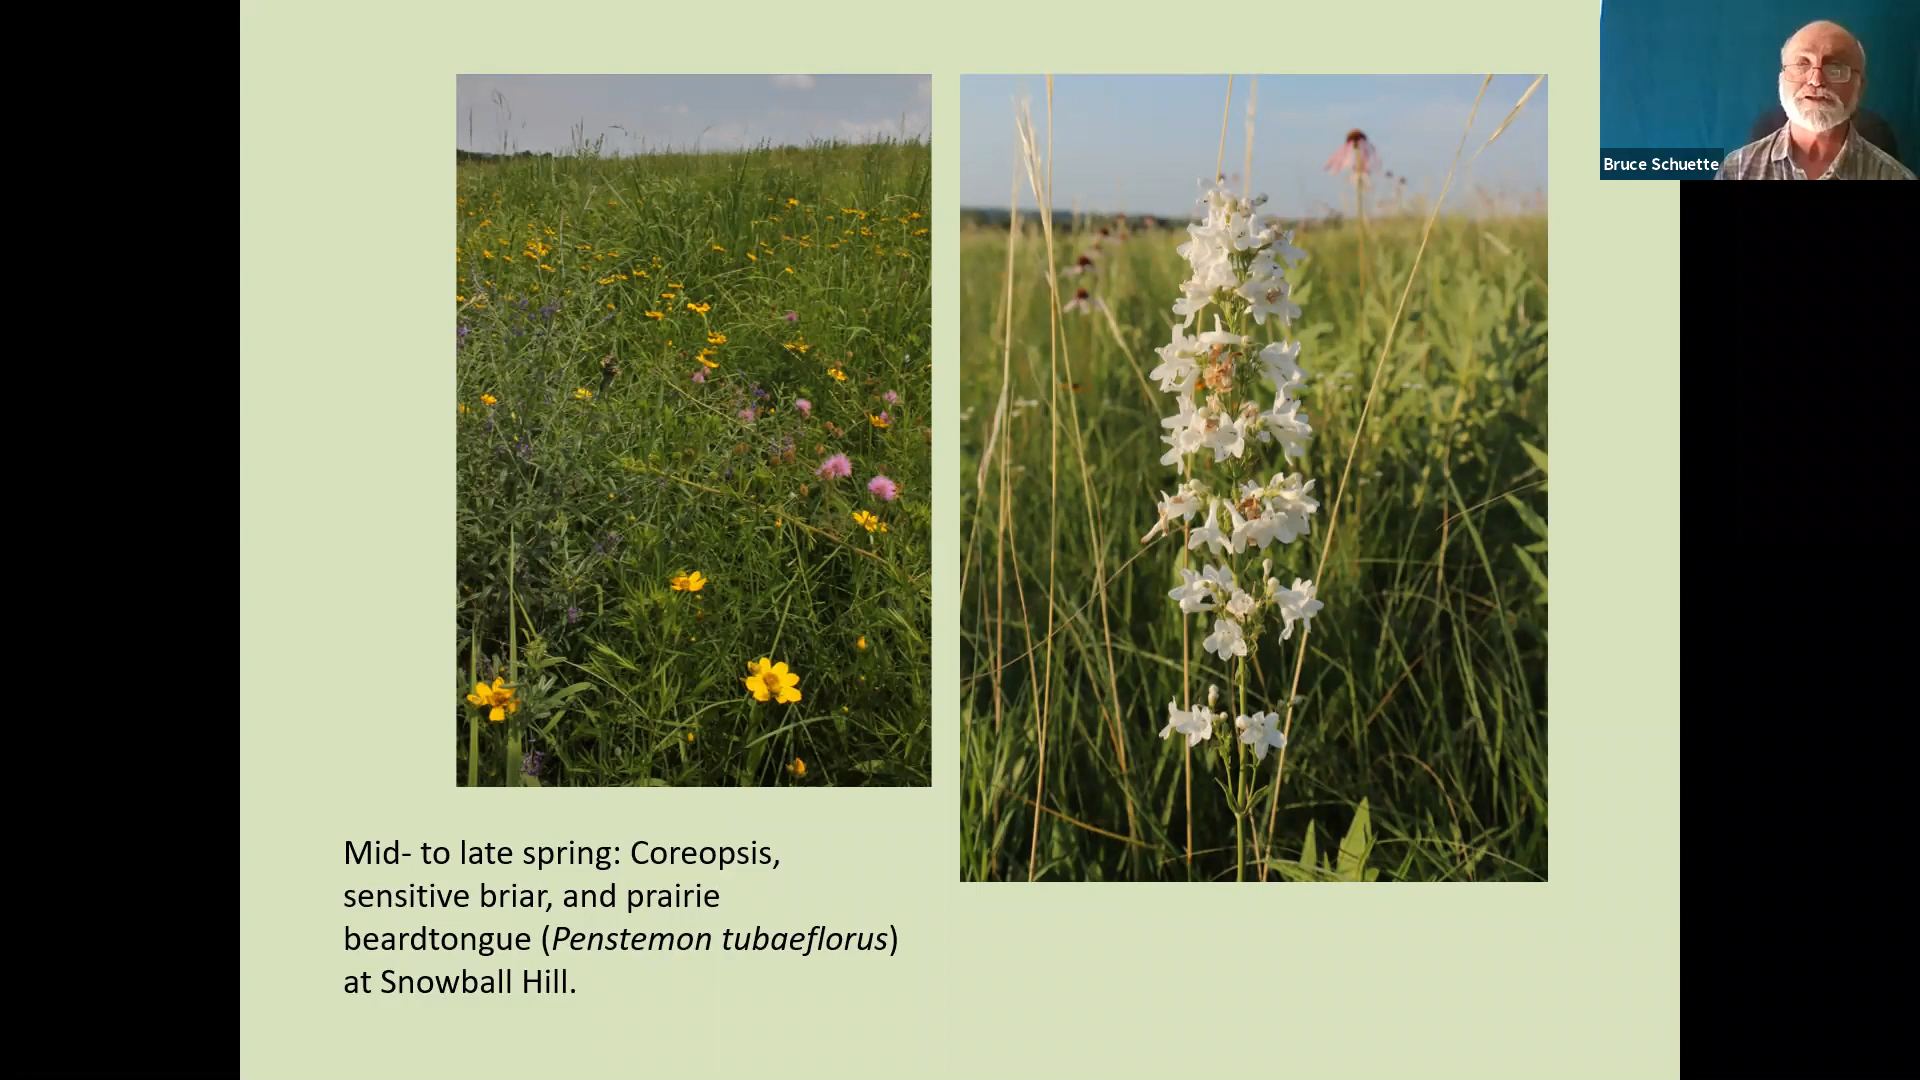 Bruce Schuette
Mid- to late spring: Coreopsis,
sensitive briar, and prairie
beardtongue (Penstemon tubaeflorus)
at Snowball Hill.